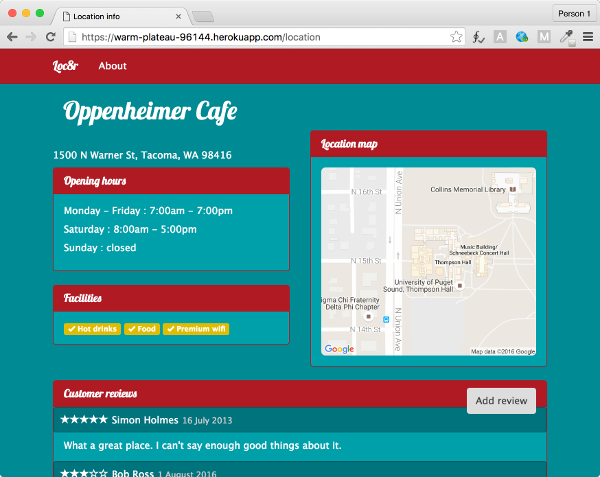 Location info
Person 1
https://warm-plateau-96144.herokuapp.com/location
Loc8r
About
Oppenheimer Cafe
1500 N Warner St, Tacoma, WA 98416
Opening hours
Monday - Friday : 7:00am - 7:00pm
Saturday : 8:00am - 5:00pm
Sunday : closed
Facilities
Hot drinks Food Premium wifi
Location map
N 16th St
N Union Ave
Collins Memorial Library
Music Building/
Schneebeck Concert Hall
N 15th St
Thompson Hall
University of Puget
Sound, Thompson Hall
igma Chi Fraternity
Delta Phi Chapter
N 14th St
N Union Ave
Google
Map data ©2016 Google
Customer reviews
Add review
★★★★★ Simon Holmes 16 July 2013
What a great place. I can't say enough good things about it.
★★★☆☆ Bob Ross 1 August 2016